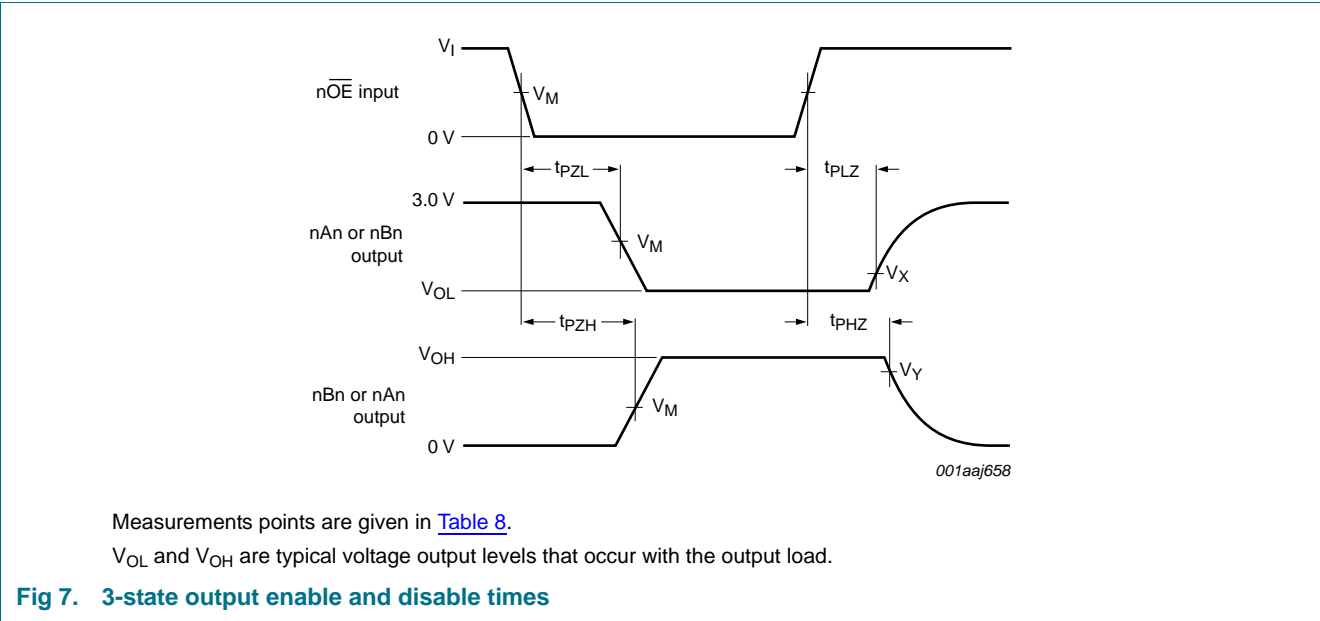 V_I
nO̅E̅ input
V_M
0 V
t_PZL
t_PLZ
3.0 V
nAn or nBn
output
V_M
V_X
V_OL
t_PZH
t_PHZ
V_OH
V_Y
nBn or nAn
output
V_M
0 V
001aaj658
Measurements points are given in Table 8.
V_OL and V_OH are typical voltage output levels that occur with the output load.
Fig 7. 3-state output enable and disable times